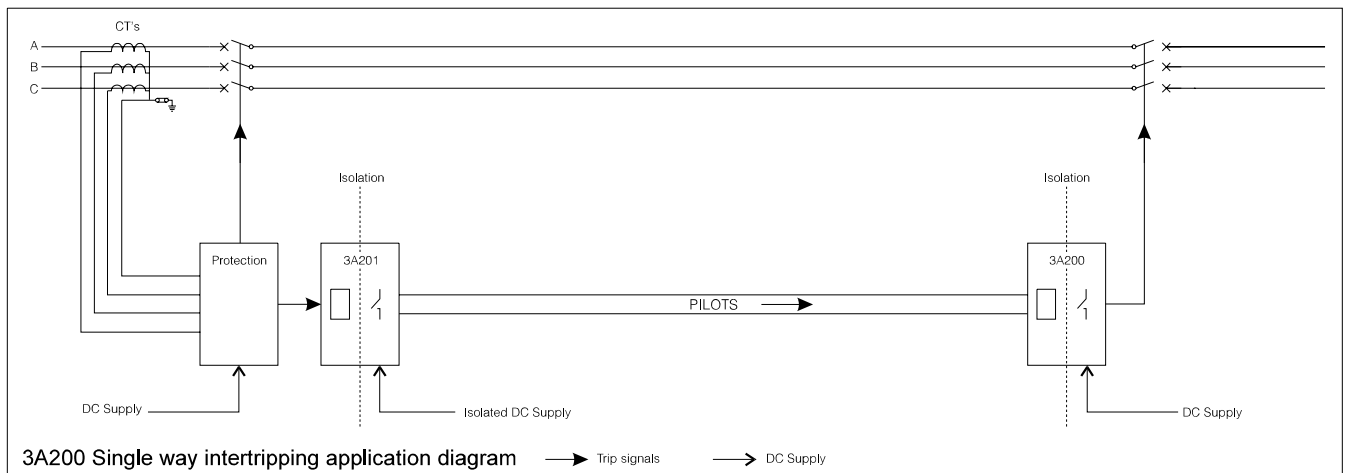 CT's
A
B
C
Isolation
Isolation
Protection
3A201
3A200
PILOTS
DC Supply
Isolated DC Supply
DC Supply
3A200 Single way intertripping application diagram
Trip signals
DC Supply